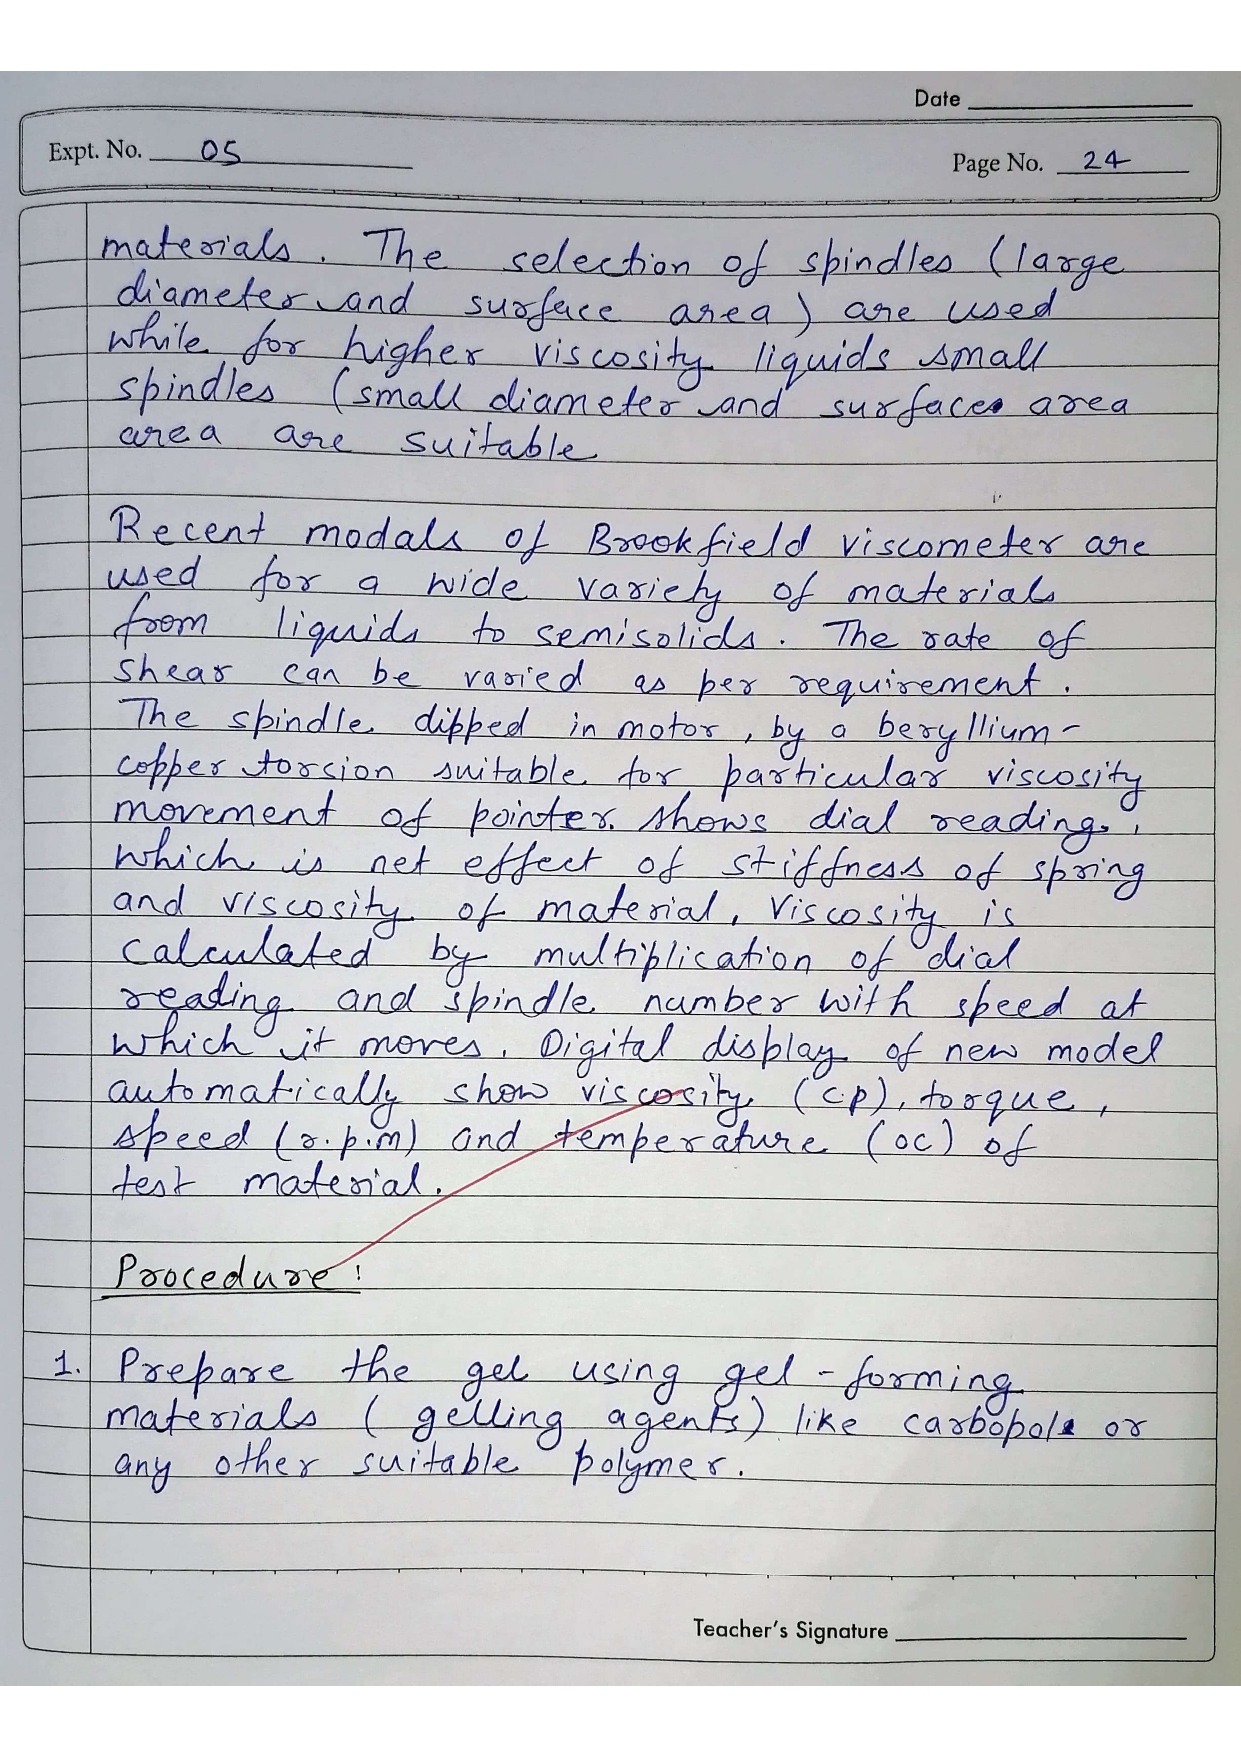 Date
Expt. No. 05
Page No. 24
materials. The selection of spindles (large
diameter and surface area) are used
while for higher viscosity liquids small
spindles (small diameter and surface area
area are suitable
Recent modals of Brookfield viscometer are
used for a wide variety of materials
from liquids to semisolids. The rate of
shear can be varied as per requirement.
The spindle dipped in motor, by a beryllium-
copper torsion suitable for particular viscosity
movement of pointer shows dial reading,
which is net effect of stiffness of spring
and viscosity of material, viscosity is
calculated by multiplication of dial
reading and spindle number with speed at
which it moves. Digital display of new model
automatically show viscosity (cp), torque,
speed (r.p.m) and temperature (oc) of
test material.
Procedure:
1. Prepare the gel using gel-forming
materials (gelling agents) like carbopol or
any other suitable polymer.
Teacher's Signature